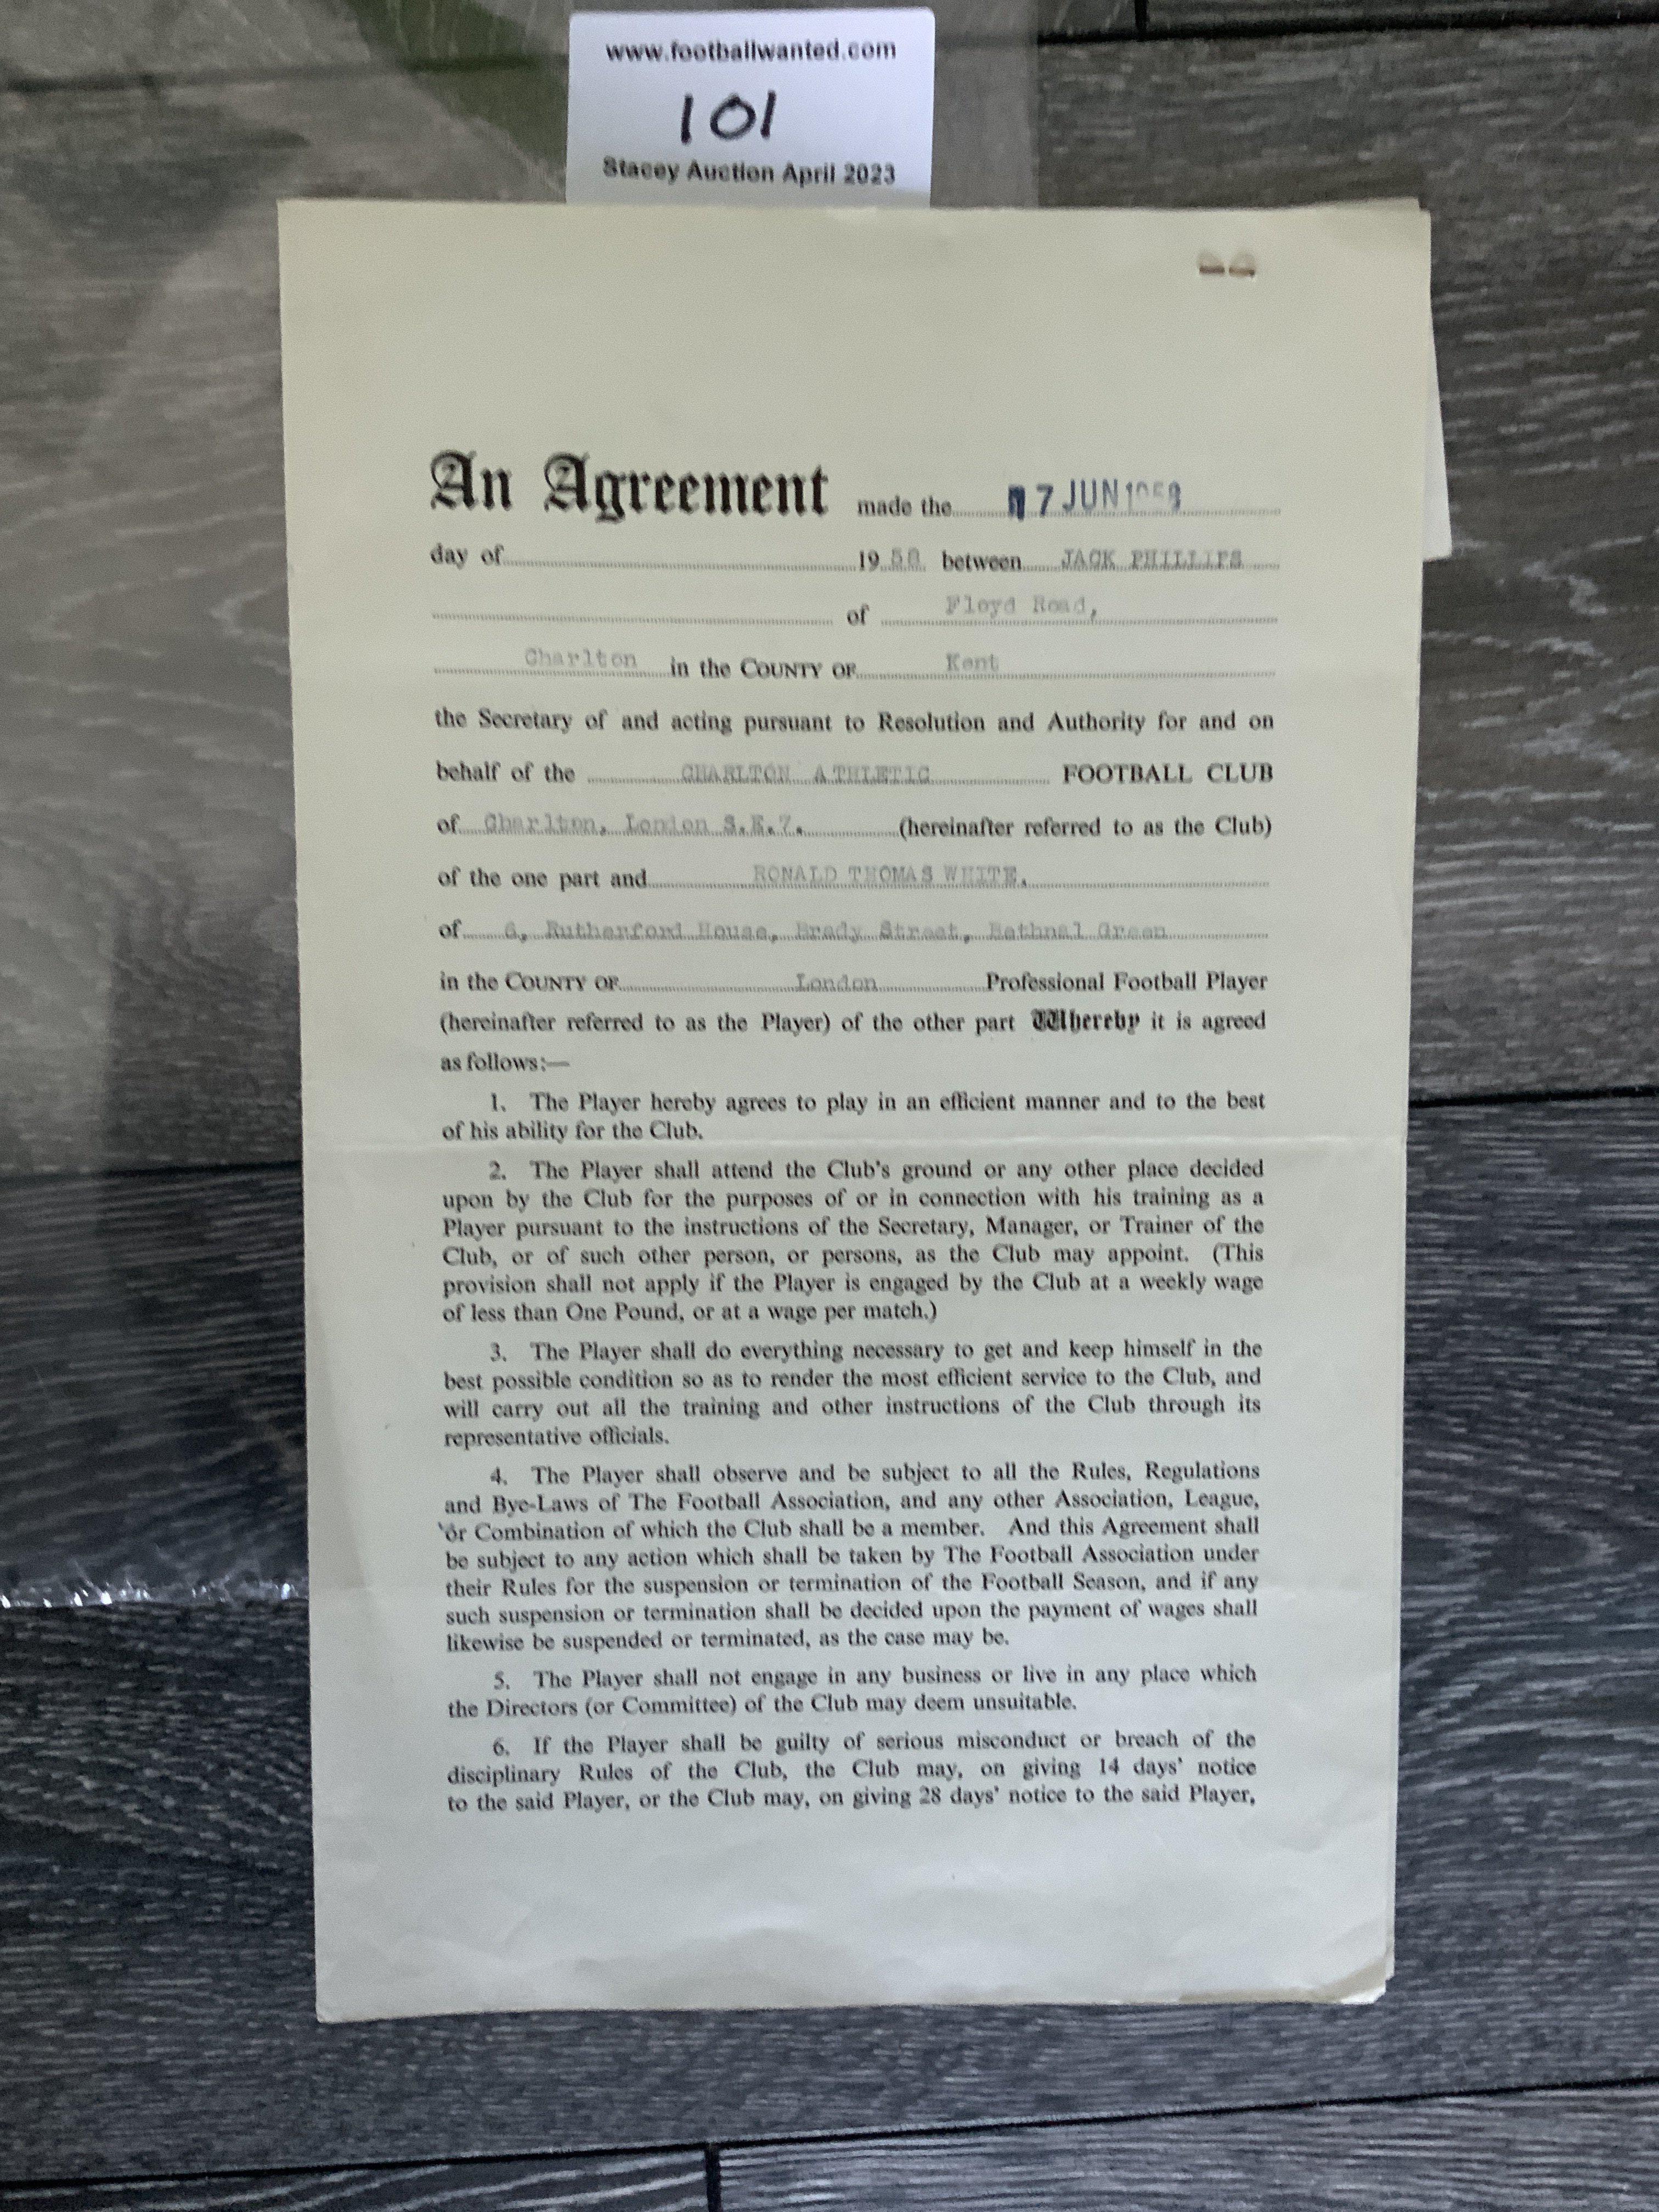 www.footballwanted.com
101
Stacey Auction April 2023
An Agreement made the 7 JUN 1958
day of 19 58 between JACK PHILLIPS
of Floyd Road,
Charlton in the COUNTY OF Kent
the Secretary of and acting pursuant to Resolution and Authority for and on
behalf of the CHARLTON ATHLETIC FOOTBALL CLUB
of Charlton, London S.E.7. (hereinafter referred to as the Club)
of the one part and RONALD THOMAS WHITE.
of 6, Rutherford House, Brady Street, Bethnal Green
in the COUNTY OF London Professional Football Player
(hereinafter referred to as the Player) of the other part Whereby it is agreed
as follows:—
1. The Player hereby agrees to play in an efficient manner and to the best
of his ability for the Club.
2. The Player shall attend the Club's ground or any other place decided
upon by the Club for the purposes of or in connection with his training as a
Player pursuant to the instructions of the Secretary, Manager, or Trainer of the
Club, or of such other person, or persons, as the Club may appoint. (This
provision shall not apply if the Player is engaged by the Club at a weekly wage
of less than One Pound, or at a wage per match.)
3. The Player shall do everything necessary to get and keep himself in the
best possible condition so as to render the most efficient service to the Club, and
will carry out all the training and other instructions of the Club through its
representative officials.
4. The Player shall observe and be subject to all the Rules, Regulations
and Bye-Laws of The Football Association, and any other Association, League,
or Combination of which the Club shall be a member. And this Agreement shall
be subject to any action which shall be taken by The Football Association under
their Rules for the suspension or termination of the Football Season, and if any
such suspension or termination shall be decided upon the payment of wages shall
likewise be suspended or terminated, as the case may be.
5. The Player shall not engage in any business or live in any place which
the Directors (or Committee) of the Club may deem unsuitable.
6. If the Player shall be guilty of serious misconduct or breach of the
disciplinary Rules of the Club, the Club may, on giving 14 days' notice
to the said Player, or the Club may, on giving 28 days' notice to the said Player,